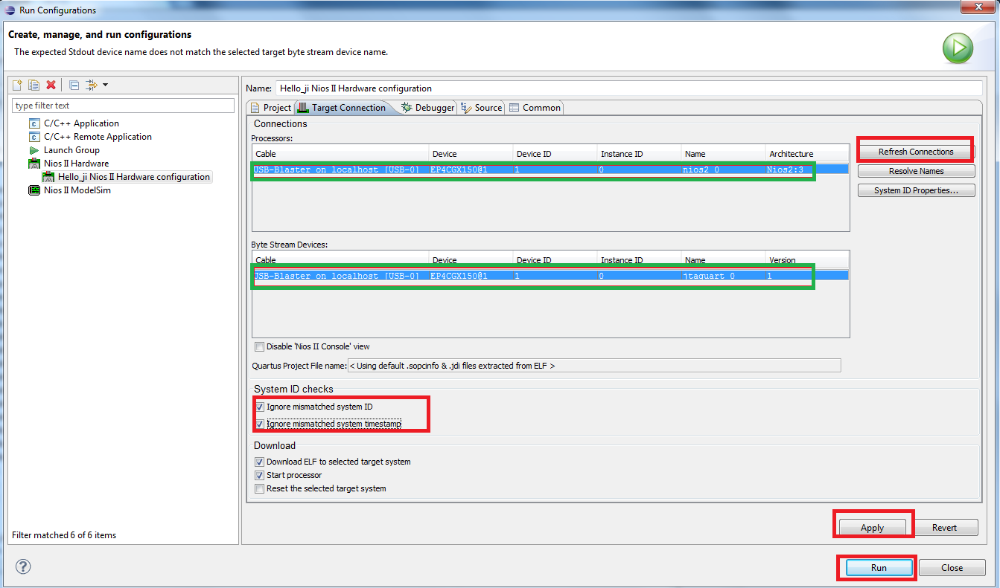 Run Configurations
Create, manage, and run configurations
The expected Stdout device name does not match the selected target byte stream device name.
type filter text
C/C++ Application
C/C++ Remote Application
Launch Group
Nios II Hardware
Hello_ji Nios II Hardware configuration
Nios II ModelSim
Filter matched 6 of 6 items
Name: Hello_ji Nios II Hardware configuration
Project Target Connection Debugger Source Common
Connections
Processors:
Cable Device Device ID Instance ID Name Architecture
USB-Blaster on localhost [USB-0] EP4CGX150@1 1 0 nios2_0 Nios2:3
Refresh Connections
Resolve Names
System ID Properties...
Byte Stream Devices:
Cable Device Device ID Instance ID Name Version
USB-Blaster on localhost [USB-0] EP4CGX150@1 1 0 jtaguart_0 1
Disable 'Nios II Console' view
Quartus Project File name: < Using default .sopcinfo & .jdi files extracted from ELF >
System ID checks
Ignore mismatched system ID
Ignore mismatched system timestamp
Download
Download ELF to selected target system
Start processor
Reset the selected target system
Apply Revert
Run Close